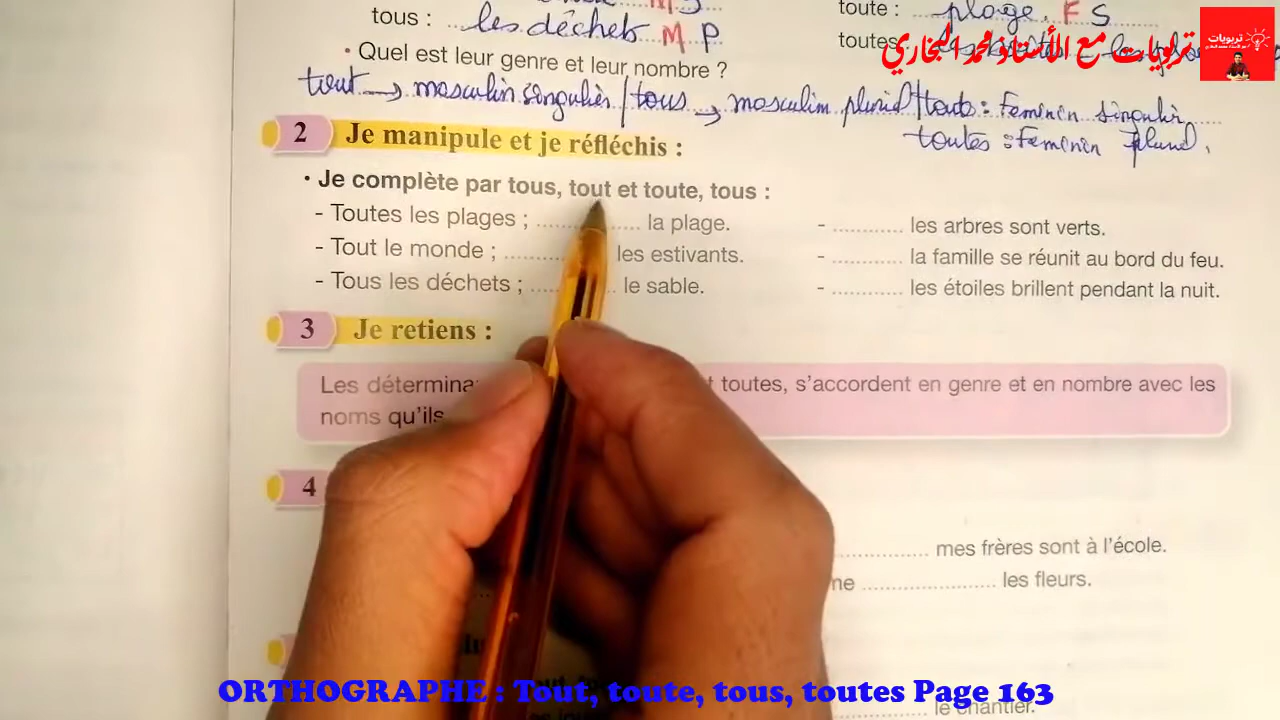 tous : les déchets M P
toute : plage. F S
toutes
تربويات مع الأستاذ محمد البخاري
تربويات
• Quel est leur genre et leur nombre ?
tout → masculin singulier / tous → masculin pluriel / toute : Feminin singulier
toutes : Feminin pluriel.
2 Je manipule et je réfléchis :
• Je complète par tous, tout et toute, tous :
- Toutes les plages ; .......... la plage.
- Tout le monde ; .......... les estivants.
- Tous les déchets ; .......... le sable.
- .......... les arbres sont verts.
- .......... la famille se réunit au bord du feu.
- .......... les étoiles brillent pendant la nuit.
3 Je retiens :
Les détermina toutes, s'accordent en genre et en nombre avec les
noms qu'ils
4
.......... mes frères sont à l'école.
.......... les fleurs.
le chantier.
ORTHOGRAPHE : Tout, toute, tous, toutes Page 163